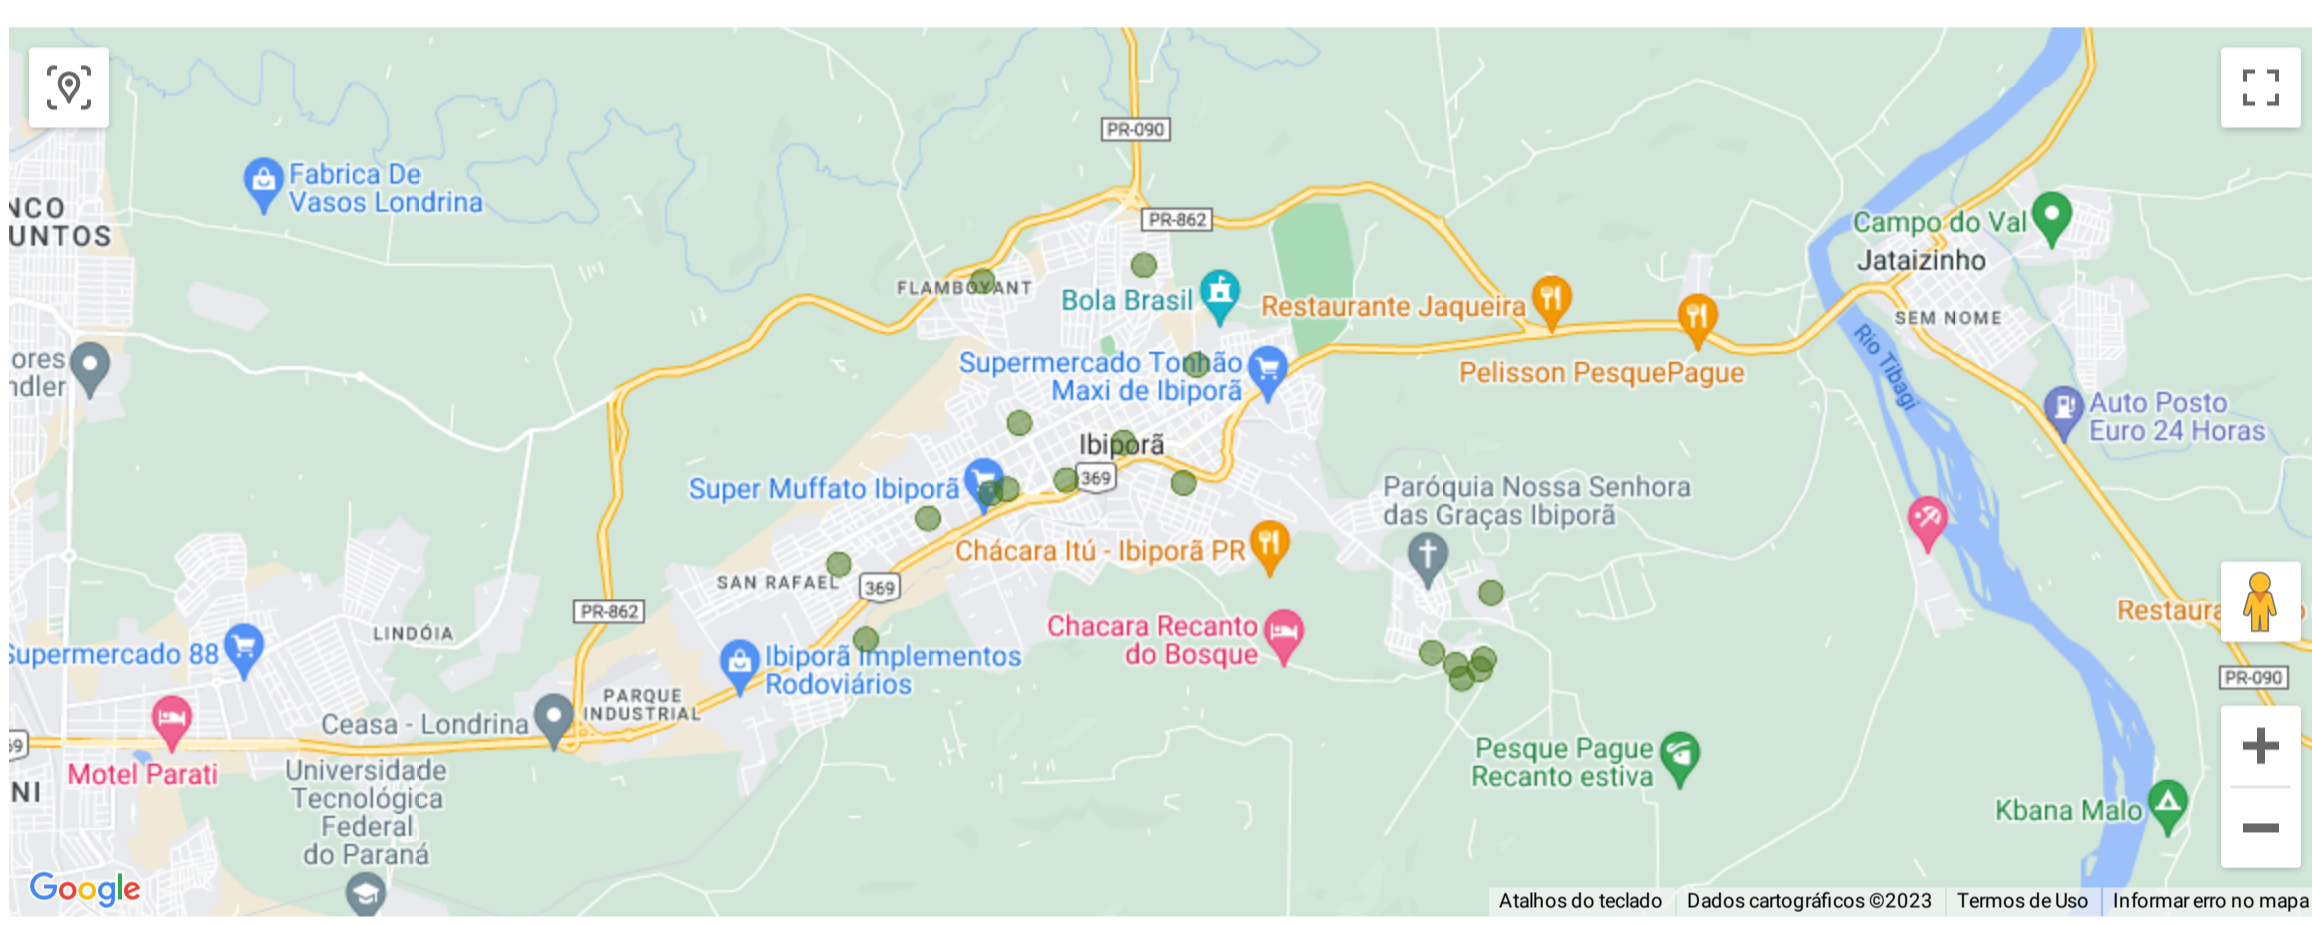 PR-090
Fabrica De
Vasos Londrina
NCO
UNTOS
PR-862
Campo do Val
Jataizinho
FLAMBOYANT
Bola Brasil
Restaurante Jaqueira
SEM NOME
ores
ndler
Supermercado Tonhão
Maxi de Ibiporã
Pelisson PesquePague
Rio Tibagi
Auto Posto
Euro 24 Horas
Ibiporã
369
Super Muffato Ibiporã
Paróquia Nossa Senhora
das Graças Ibiporã
Chácara Itú - Ibiporã PR
SAN RAFAEL
369
PR-862
LINDÓIA
Chacara Recanto
do Bosque
Restaura
Supermercado 88
Ibiporã Implementos
Rodoviários
PR-090
PARQUE
INDUSTRIAL
Ceasa - Londrina
69
Motel Parati
Pesque Pague
Recanto estiva
Universidade
Tecnológica
Federal
do Paraná
NI
Kbana Malo
Google
Atalhos do teclado
Dados cartográficos ©2023
Termos de Uso
Informar erro no mapa